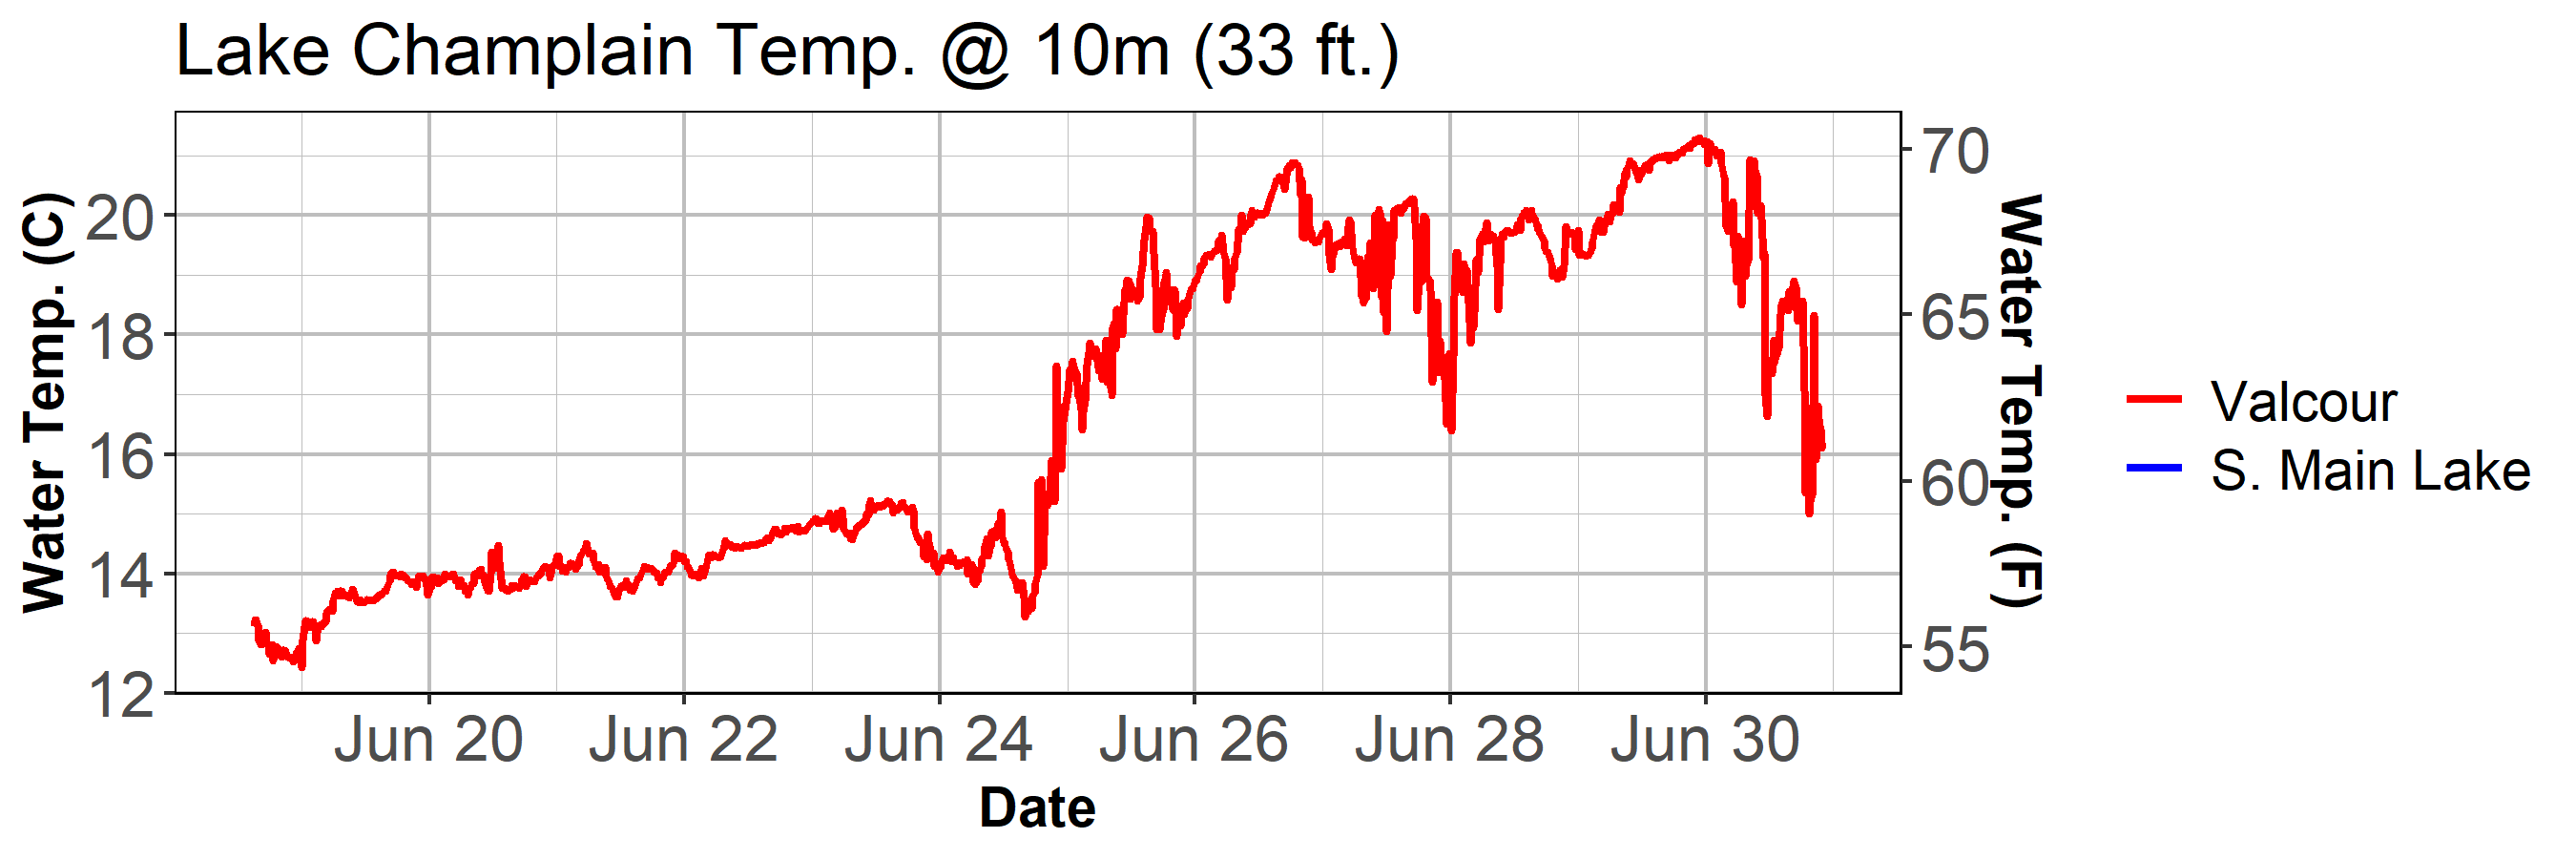 Lake Champlain Temp. @ 10m (33 ft.)
Water Temp. (C)
20
18
16
14
12
70
65
60
55
Water Temp. (F)
Jun 20 Jun 22 Jun 24 Jun 26 Jun 28 Jun 30
Date
Valcour
S. Main Lake